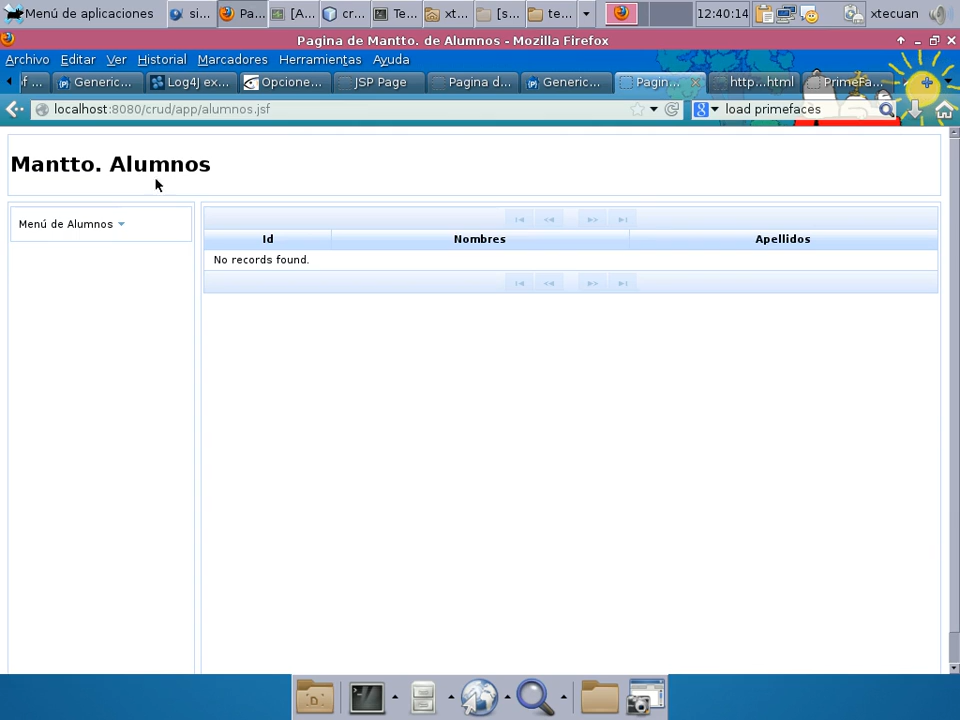 Menú de aplicaciones si... Pa... [A... cr... Te... xt... [s... te... 12:40:14 xtecuan
Pagina de Mantto. de Alumnos - Mozilla Firefox
Archivo Editar Ver Historial Marcadores Herramientas Ayuda
of ... Generic... Log4J ex... Opcione... JSP Page Pagina d... Generic... Pagin... http...html PrimeFa...
localhost:8080/crud/app/alumnos.jsf load primefaces
Mantto. Alumnos
Menú de Alumnos
Id Nombres Apellidos
No records found.